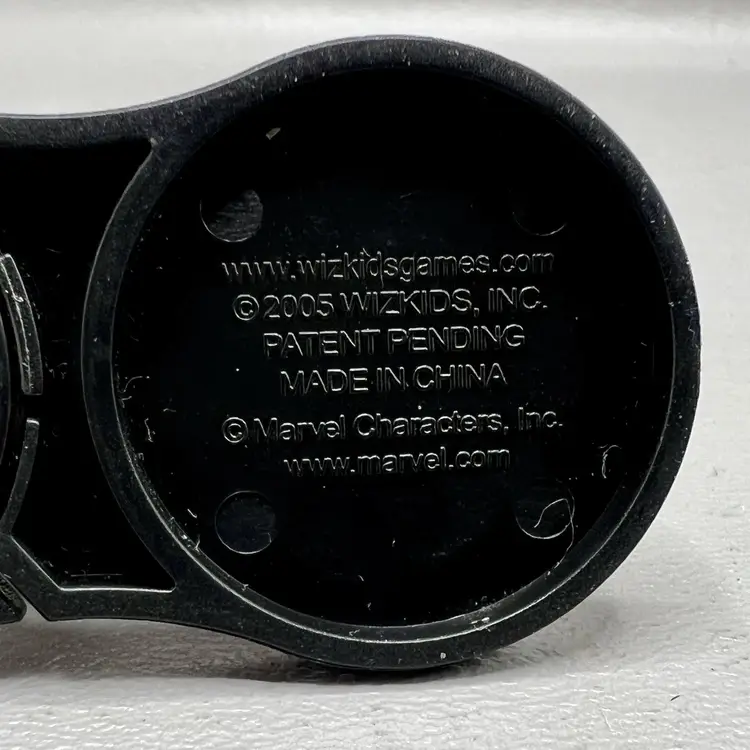 www.wizkidsgames.com
© 2005 WIZKIDS, INC.
PATENT PENDING
MADE IN CHINA
© Marvel Characters, Inc.
www.marvel.com